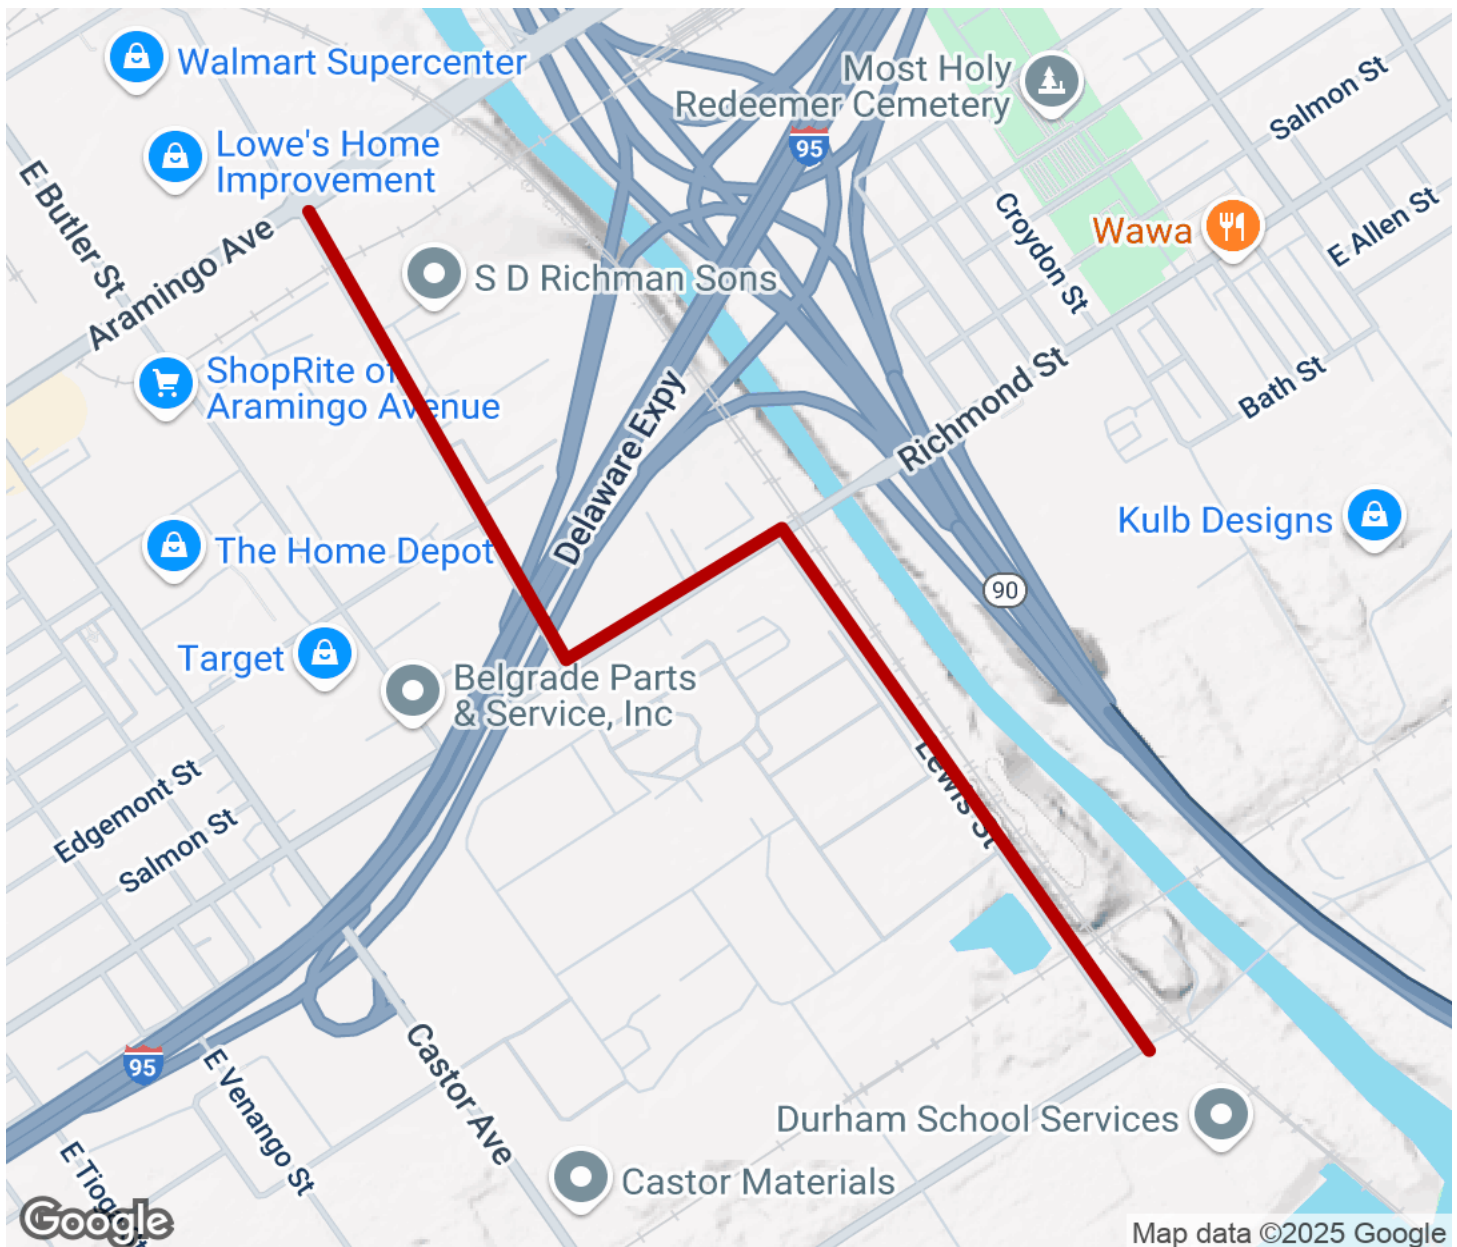 Walmart Supercenter
Most Holy
Redeemer Cemetery
Salmon St
95
Lowe's Home
Improvement
E Butler St
Aramingo Ave
Croydon St
Wawa
E Allen St
S D Richman Sons
ShopRite of
Aramingo Avenue
Delaware Expy
Richmond St
Bath St
Kulb Designs
The Home Depot
90
Target
Belgrade Parts
& Service, Inc
Lewis St
Edgemont St
Salmon St
95
E Venango St
Castor Ave
Durham School Services
Castor Materials
E Tioga St
Google
Map data ©2025 Google